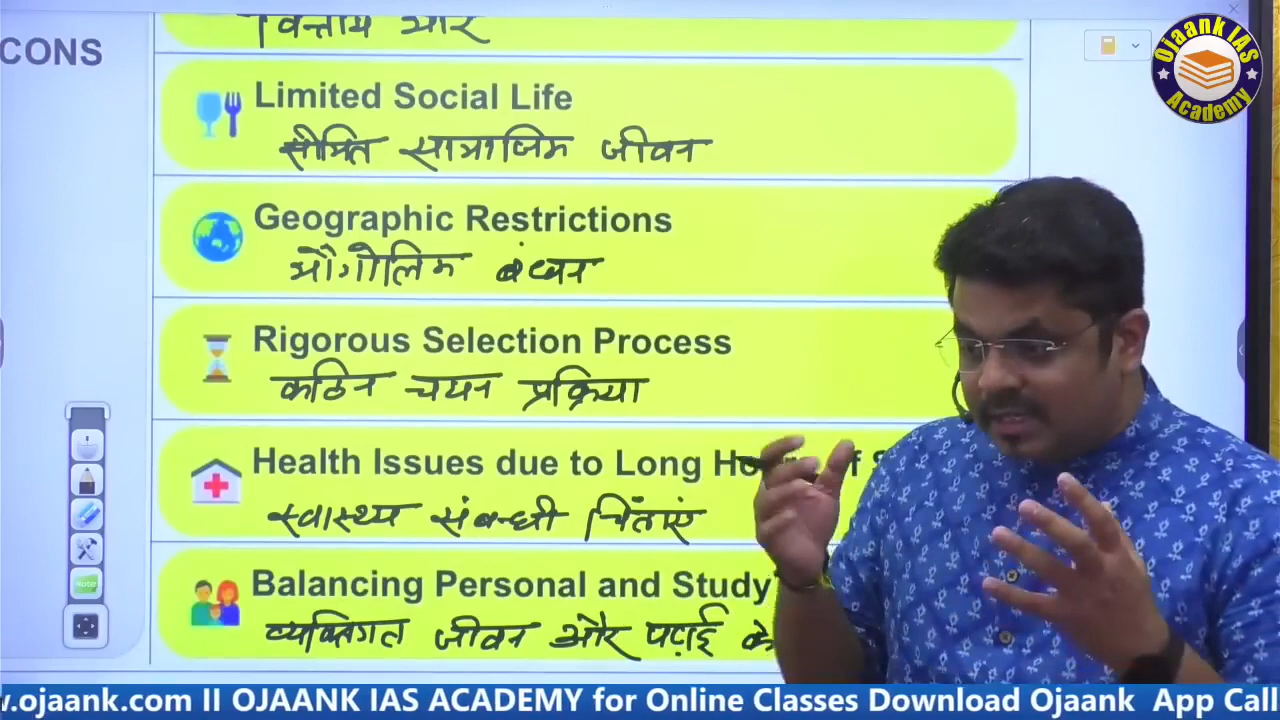 CONS
वित्तीय भार
Limited Social Life
सीमित सामाजिक जीवन
Geographic Restrictions
भौगोलिक बंधन
Rigorous Selection Process
कठिन चयन प्रक्रिया
Health Issues due to Long
स्वास्थ्य संबन्धी चिंताएं
Balancing Personal and Study
व्यक्तिगत जीवन और पढ़ाई के
Ojaank IAS
Academy
Note
w.ojaank.com II OJAANK IAS ACADEMY for Online Classes Download Ojaank App Call